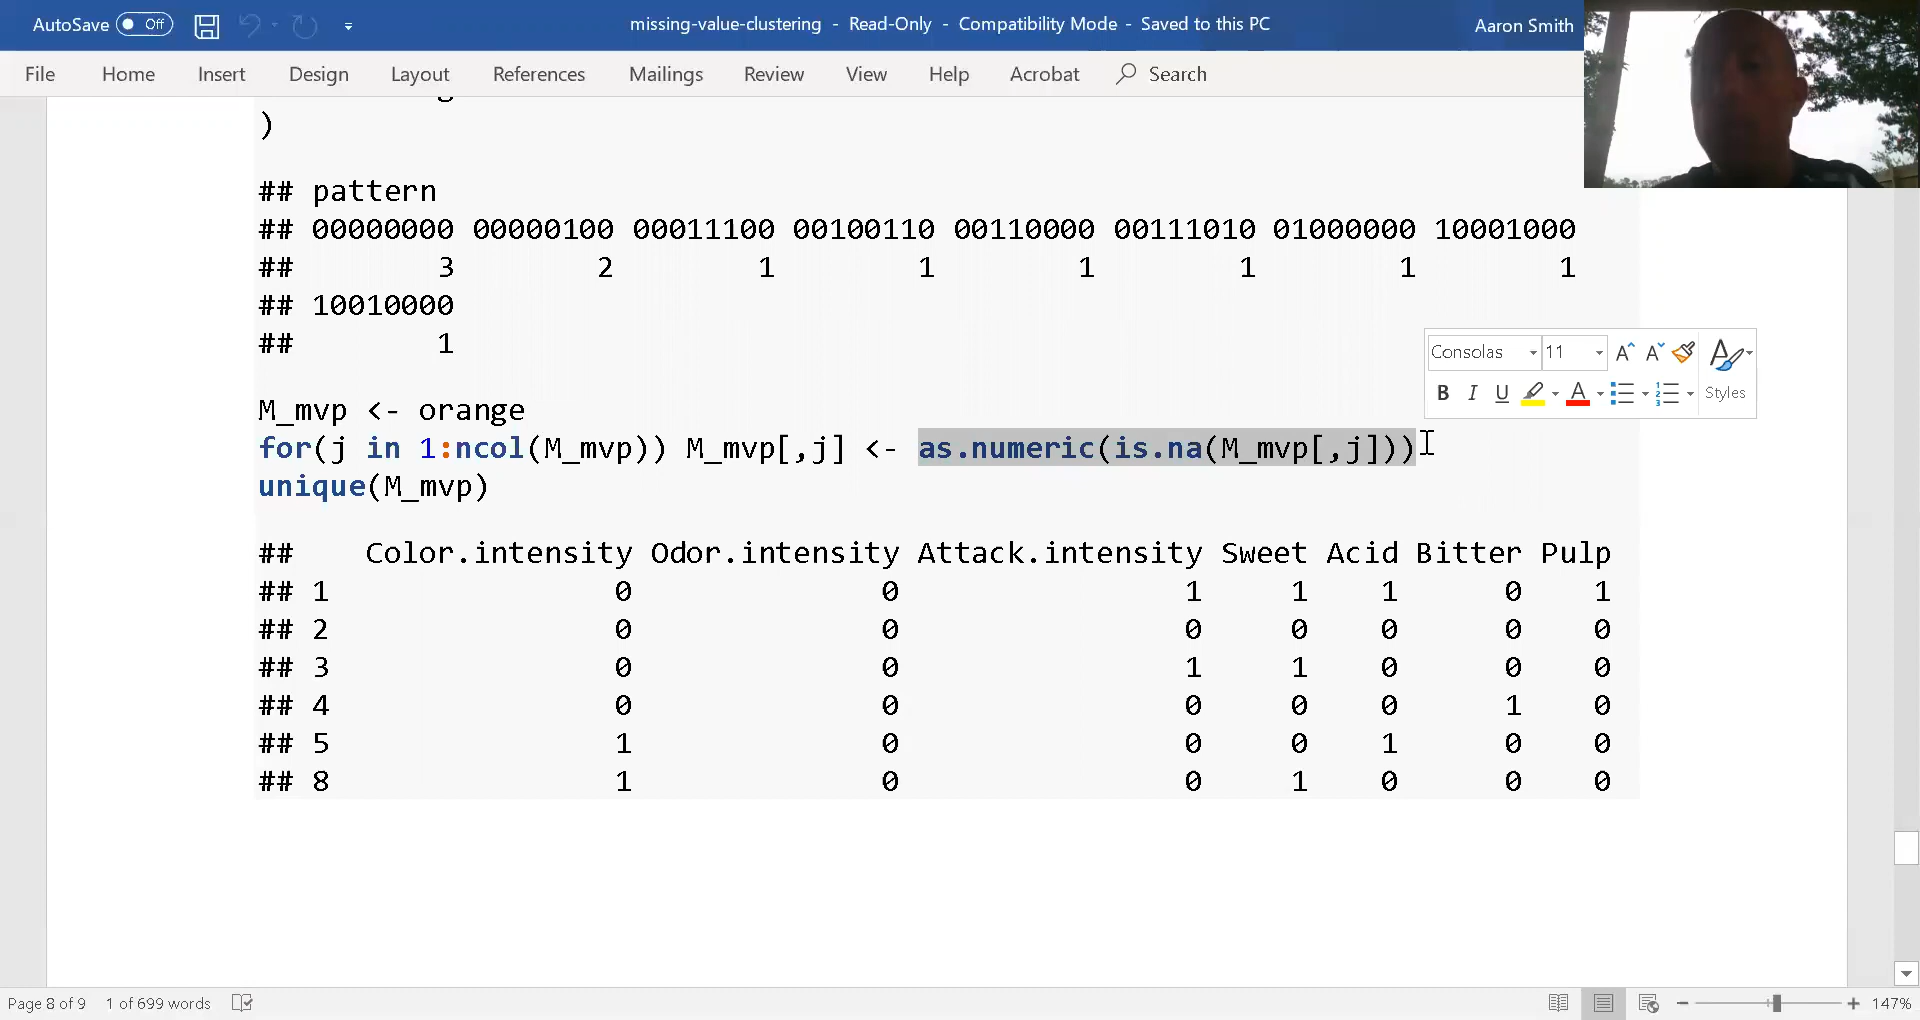 AutoSave Off missing-value-clustering - Read-Only - Compatibility Mode - Saved to this PC Aaron Smith
File Home Insert Design Layout References Mailings Review View Help Acrobat Search
)
## pattern
## 00000000 00000100 00011100 00100110 00110000 00111010 01000000 10001000
## 3 2 1 1 1 1 1 1
## 10010000
## 1
Consolas 11
B I U Styles
M_mvp <- orange
for(j in 1:ncol(M_mvp)) M_mvp[,j] <- as.numeric(is.na(M_mvp[,j]))
unique(M_mvp)
## Color.intensity Odor.intensity Attack.intensity Sweet Acid Bitter Pulp
## 1 0 0 1 1 1 0 1
## 2 0 0 0 0 0 0 0
## 3 0 0 1 1 0 0 0
## 4 0 0 0 0 0 1 0
## 5 1 0 0 0 1 0 0
## 8 1 0 0 1 0 0 0
Page 8 of 9 1 of 699 words 147%